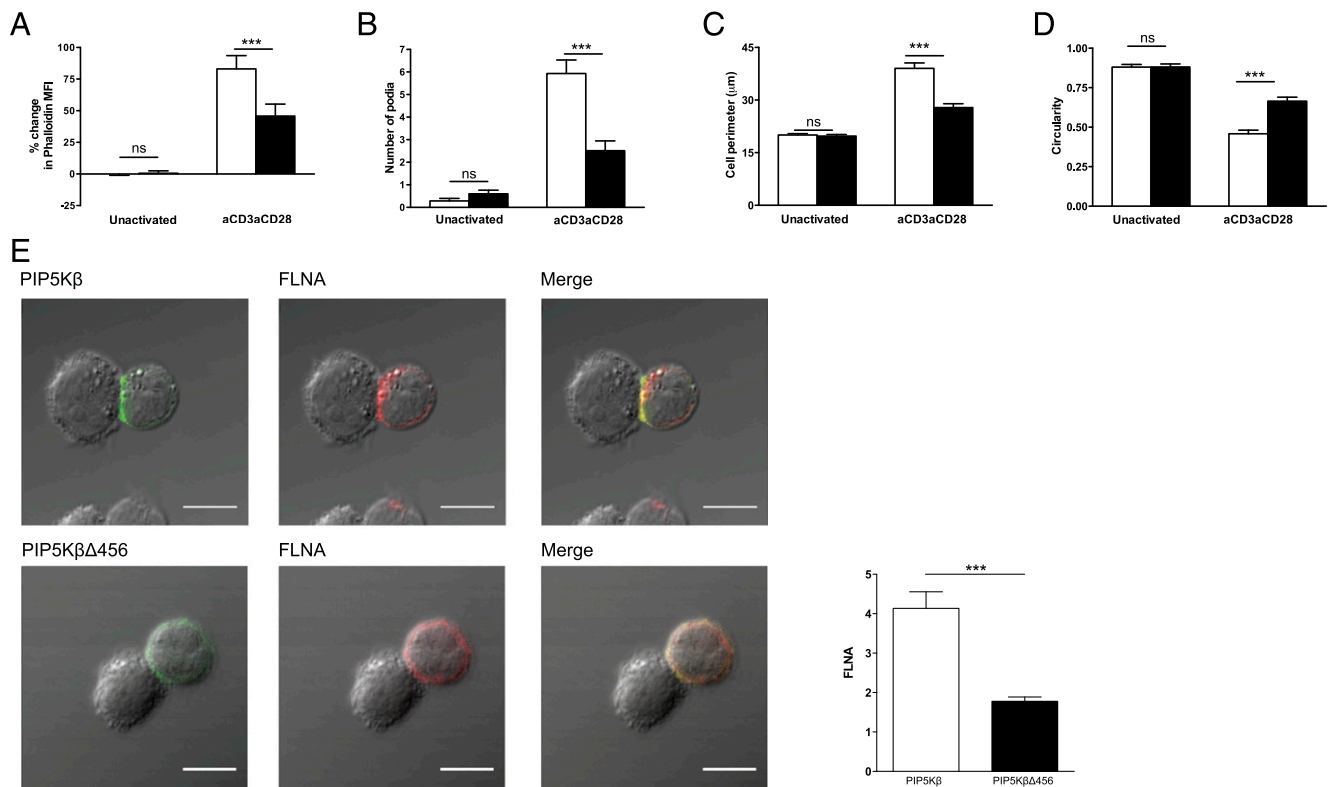 A
B
C
D
% change
in Phalloidin MFI
100
75
50
25
0
-25
ns
***
Unactivated
aCD3aCD28
Number of podia
7
6
5
4
3
2
1
0
ns
***
Unactivated
aCD3aCD28
Cell perimeter (μm)
45
30
15
0
ns
***
Unactivated
aCD3aCD28
Circularity
1.00
0.75
0.50
0.25
0.00
ns
***
Unactivated
aCD3aCD28
E
PIP5Kβ
FLNA
Merge
PIP5KβΔ456
FLNA
Merge
FLNA
5
4
3
2
1
0
***
PIP5Kβ
PIP5KβΔ456